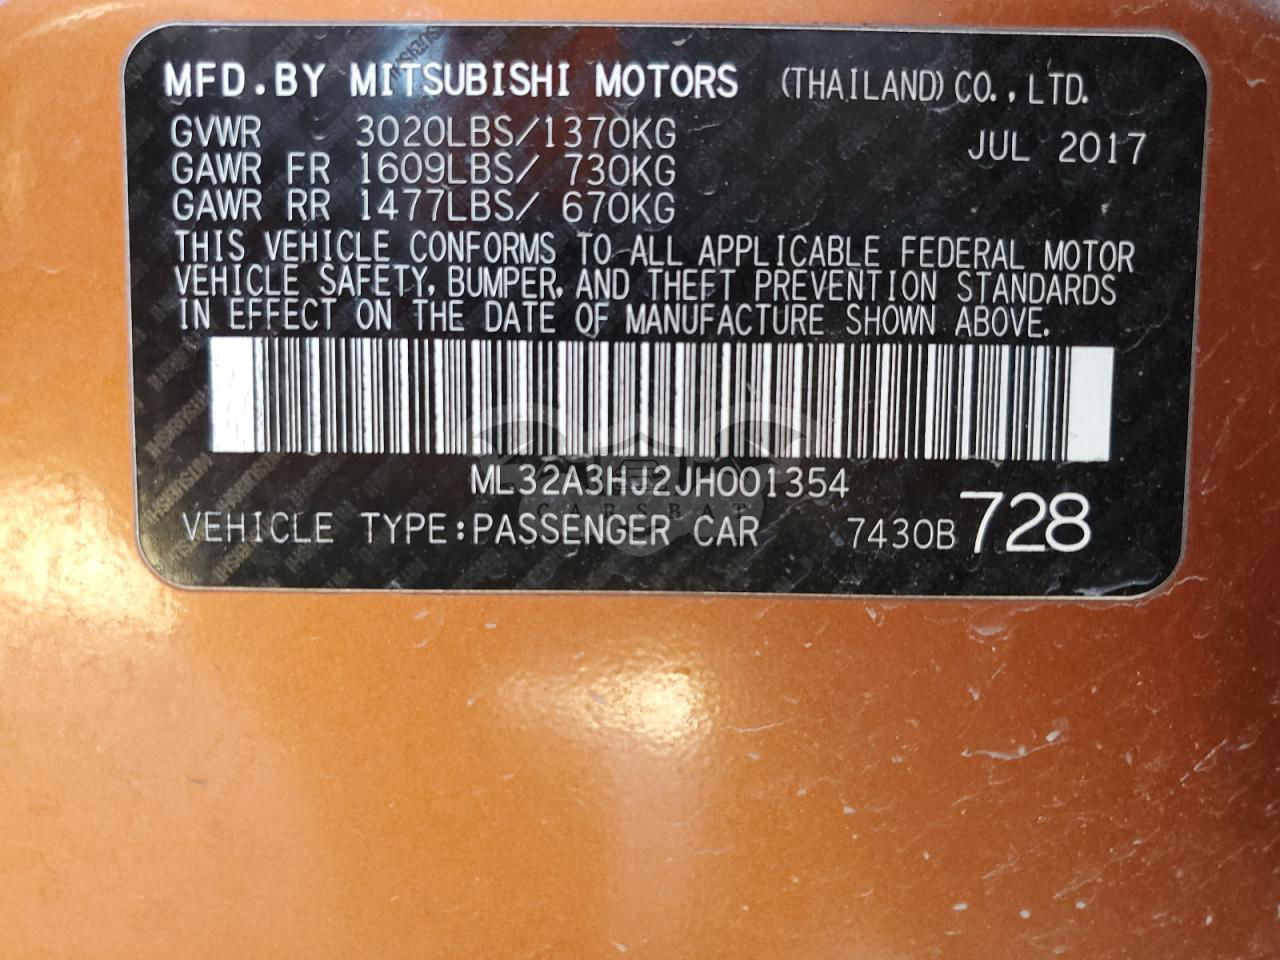 MFD.BY MITSUBISHI MOTORS (THAILAND) CO.,LTD.
GVWR 3020LBS/1370KG JUL 2017
GAWR FR 1609LBS/ 730KG
GAWR RR 1477LBS/ 670KG
THIS VEHICLE CONFORMS TO ALL APPLICABLE FEDERAL MOTOR
VEHICLE SAFETY, BUMPER, AND THEFT PREVENTION STANDARDS
IN EFFECT ON THE DATE OF MANUFACTURE SHOWN ABOVE.
ML32A3HJ2JH001354
CARSBAT
VEHICLE TYPE:PASSENGER CAR 7430B 728